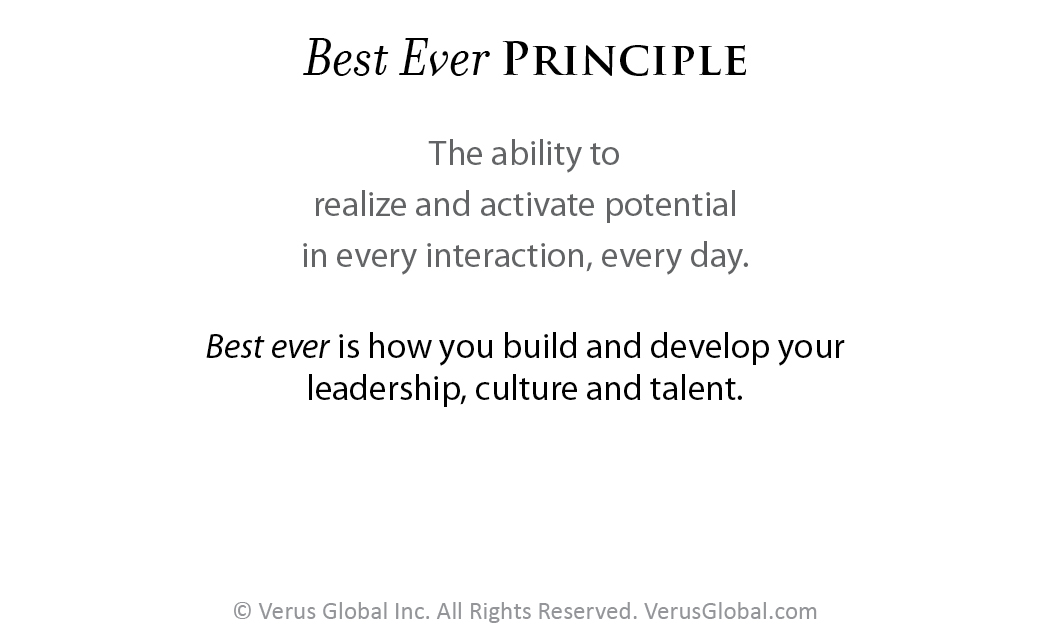 Best Ever PRINCIPLE
The ability to
realize and activate potential
in every interaction, every day.
Best ever is how you build and develop your
leadership, culture and talent.
© Verus Global Inc. All Rights Reserved. VerusGlobal.com